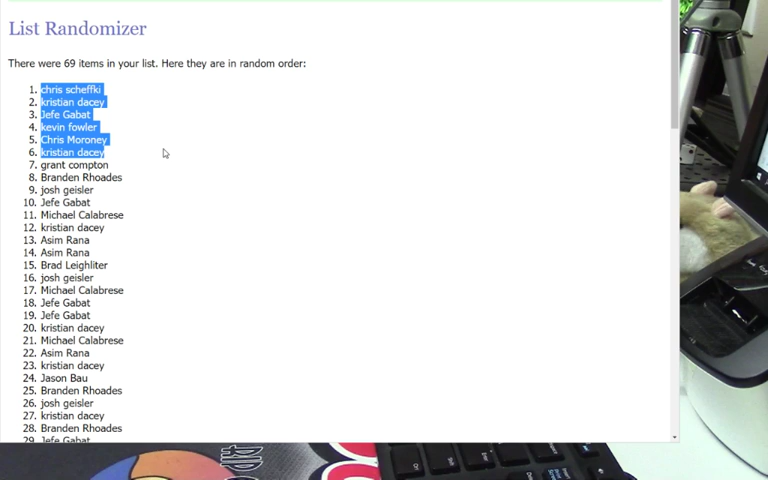 List Randomizer
There were 69 items in your list. Here they are in random order:
1. chris scheffki
2. kristian dacey
3. Jefe Gabat
4. kevin fowler
5. Chris Moroney
6. kristian dacey
7. grant compton
8. Branden Rhoades
9. josh geisler
10. Jefe Gabat
11. Michael Calabrese
12. kristian dacey
13. Asim Rana
14. Asim Rana
15. Brad Leighliter
16. josh geisler
17. Michael Calabrese
18. Jefe Gabat
19. Jefe Gabat
20. kristian dacey
21. Michael Calabrese
22. Asim Rana
23. kristian dacey
24. Jason Bau
25. Branden Rhoades
26. josh geisler
27. kristian dacey
28. Branden Rhoades
29. Jefe Gabat